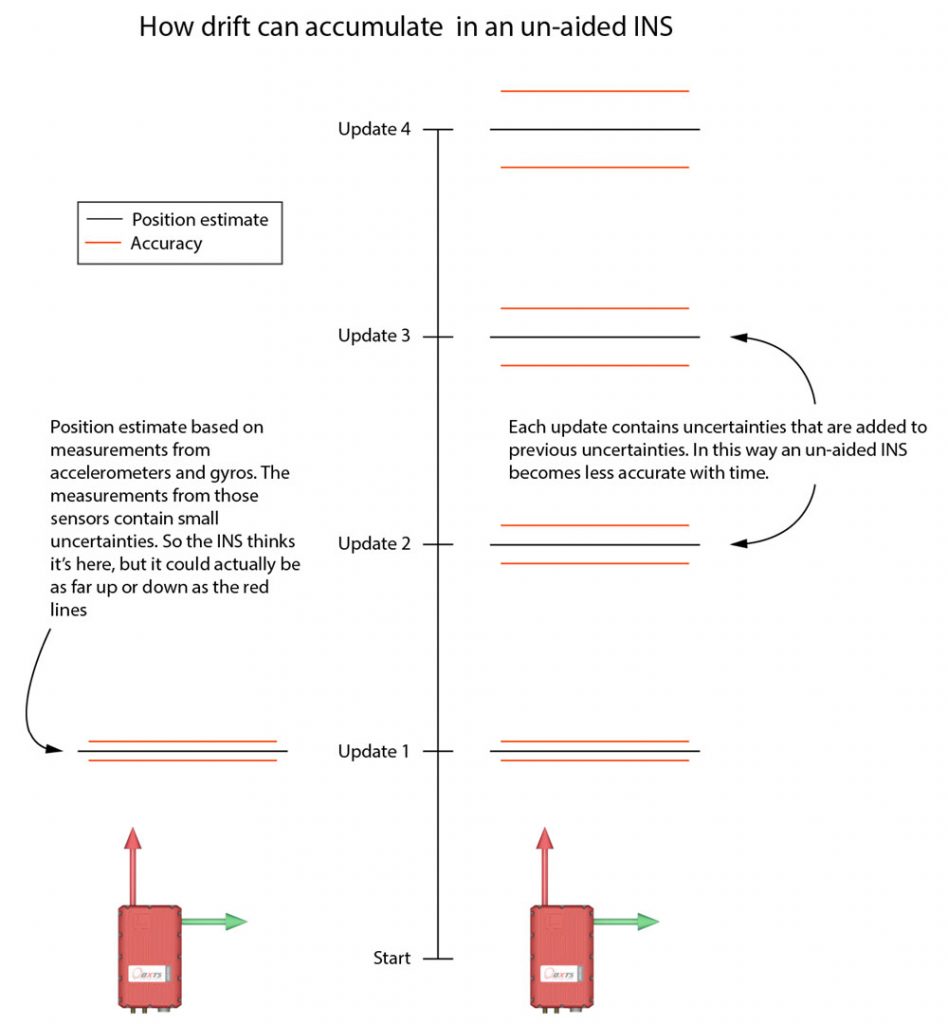 How drift can accumulate in an un-aided INS
Update 4
Position estimate
Accuracy
Update 3
Position estimate based on
measurements from
accelerometers and gyros. The
measurements from those
sensors contain small
uncertainties. So the INS thinks
it's here, but it could actually be
as far up or down as the red
lines
Each update contains uncertainties that are added to
previous uncertainties. In this way an un-aided INS
becomes less accurate with time.
Update 2
Update 1
Start
OXTS
OXTS